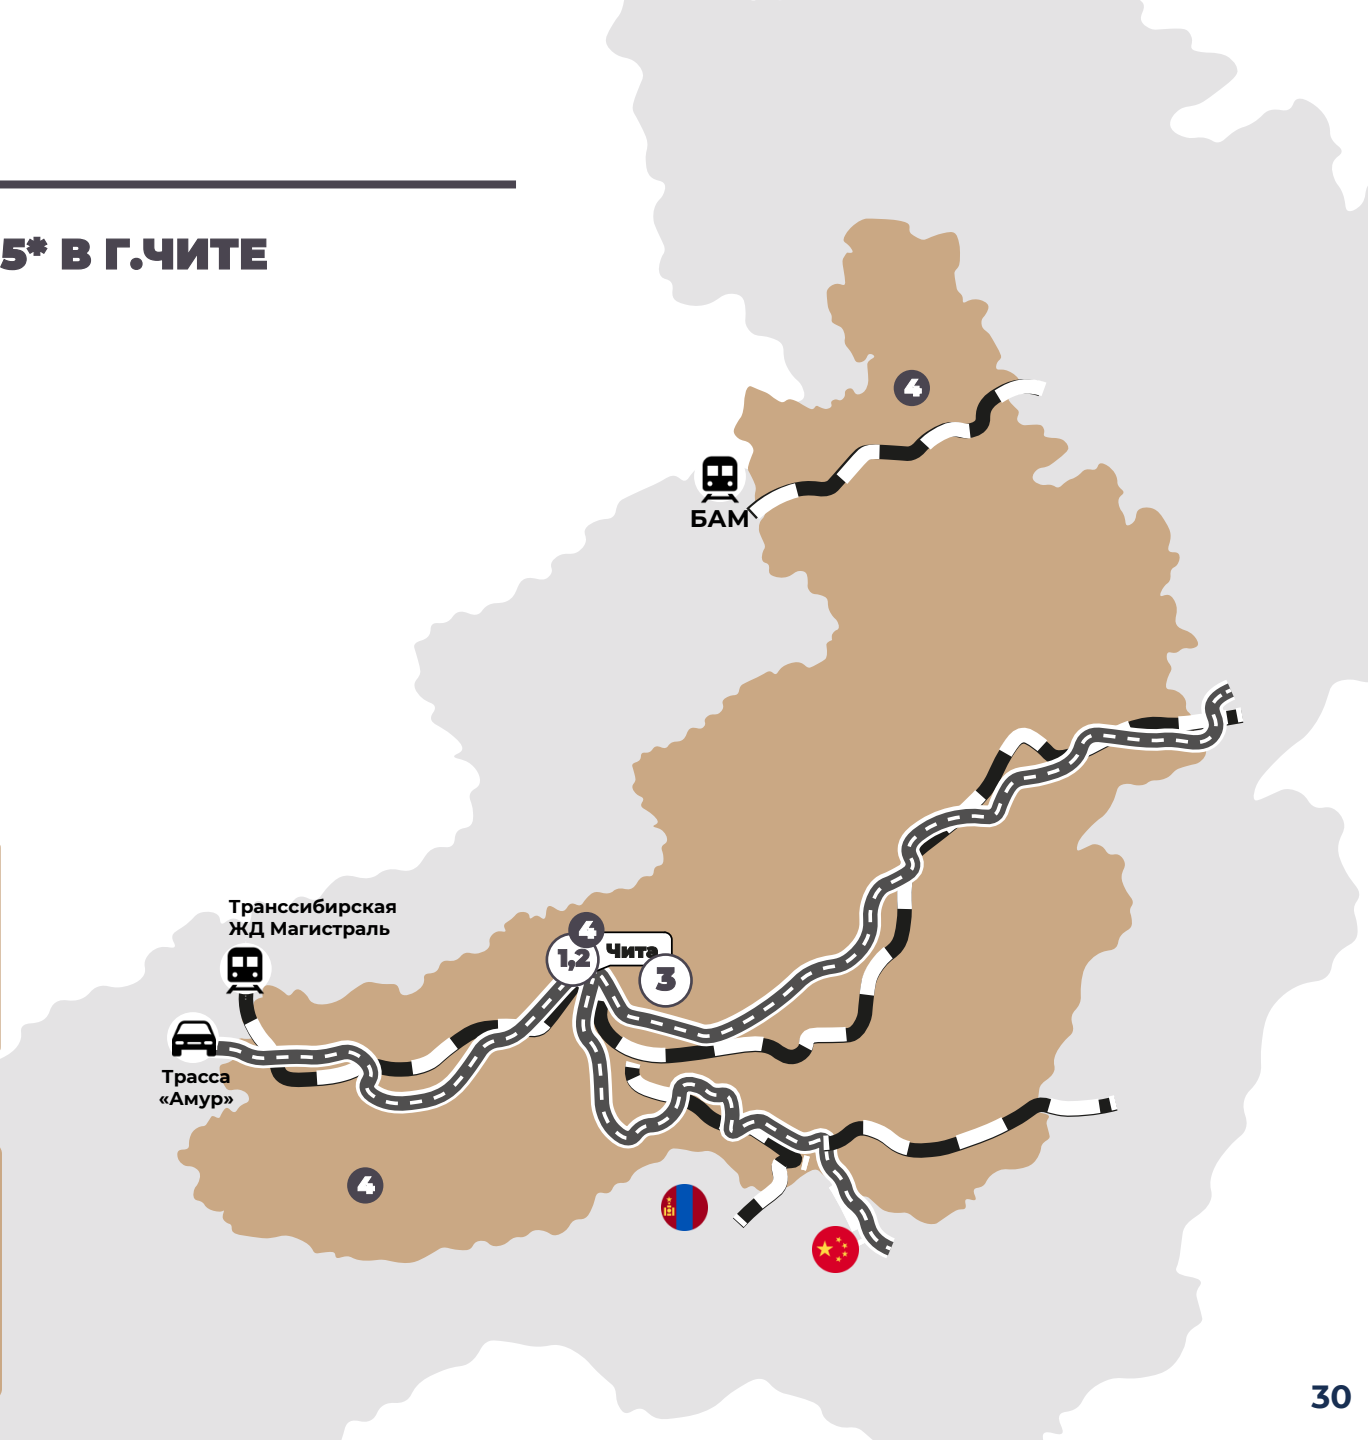 5* В Г.ЧИТЕ
4
БАМ
Транссибирская
ЖД Магистраль
4
1,2
Чита
3
Трасса
«Амур»
4
30